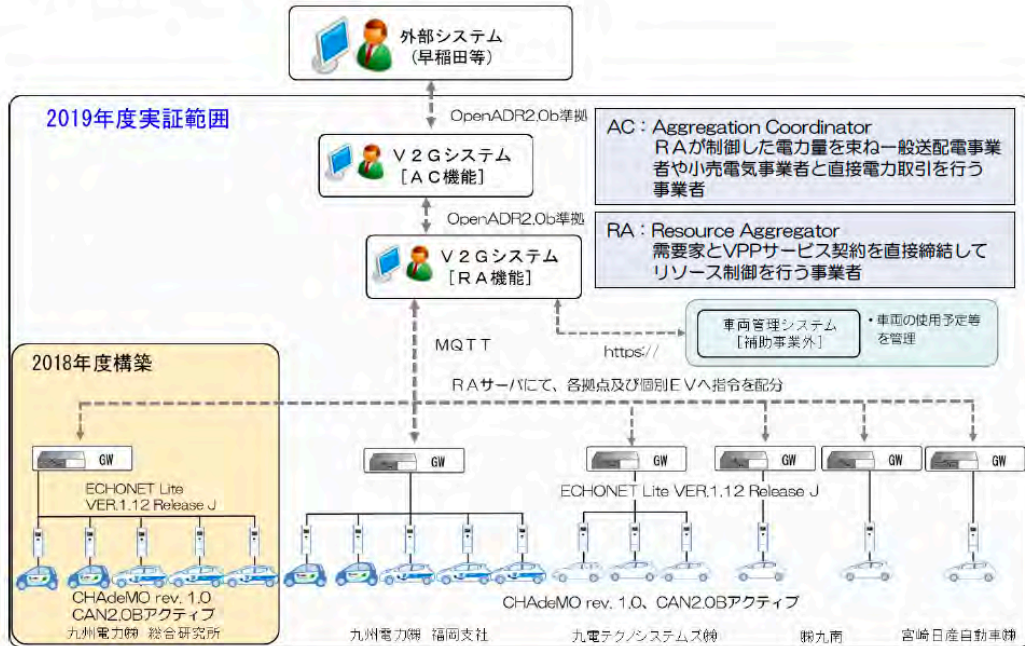 外部システム
(早稲田等)
2019年度実証範囲
OpenADR2.0b準拠
V2Gシステム
[AC機能]
AC：Aggregation Coordinator
RAが制御した電力量を束ね一般送配電事業
者や小売電気事業者と直接電力取引を行う
事業者
OpenADR2.0b準拠
V2Gシステム
[RA機能]
RA：Resource Aggregator
需要家とVPPサービス契約を直接締結して
リソース制御を行う事業者
車両管理システム
[補助事業外]
・車両の使用予定等
を管理
MQTT
https://
2018年度構築
RAサーバにて、各拠点及び個別EVへ指令を配分
GW
GW
GW
GW
GW
GW
ECHONET Lite
VER.1.12 Release J
ECHONET Lite VER.1.12 Release J
CHAdeMO rev. 1.0
CAN2.0Bアクティブ
CHAdeMO rev. 1.0、CAN2.0Bアクティブ
九州電力㈱ 総合研究所
九州電力㈱ 福岡支社
九電テクノシステムズ㈱
㈱九南
宮崎日産自動車㈱